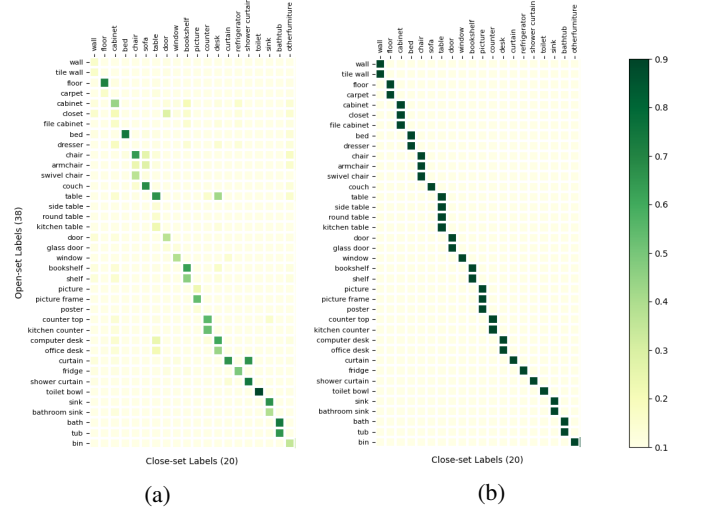 wall
floor
cabinet
bed
chair
sofa
table
door
window
bookshelf
picture
counter
desk
curtain
refrigerator
shower curtain
toilet
sink
bathtub
otherfurniture
wall
tile wall
floor
carpet
cabinet
closet
file cabinet
bed
dresser
chair
armchair
swivel chair
couch
table
side table
round table
kitchen table
door
glass door
window
bookshelf
shelf
picture
picture frame
poster
counter top
kitchen counter
computer desk
office desk
curtain
fridge
shower curtain
toilet bowl
sink
bathroom sink
bath
tub
bin
Open-set Labels (38)
Close-set Labels (20)
(a)
wall
floor
cabinet
bed
chair
sofa
table
door
window
bookshelf
picture
counter
desk
curtain
refrigerator
shower curtain
toilet
sink
bathtub
otherfurniture
wall
tile wall
floor
carpet
cabinet
closet
file cabinet
bed
dresser
chair
armchair
swivel chair
couch
table
side table
round table
kitchen table
door
glass door
window
bookshelf
shelf
picture
picture frame
poster
counter top
kitchen counter
computer desk
office desk
curtain
fridge
shower curtain
toilet bowl
sink
bathroom sink
bath
tub
bin
Close-set Labels (20)
(b)
0.9
0.8
0.7
0.6
0.5
0.4
0.3
0.2
0.1